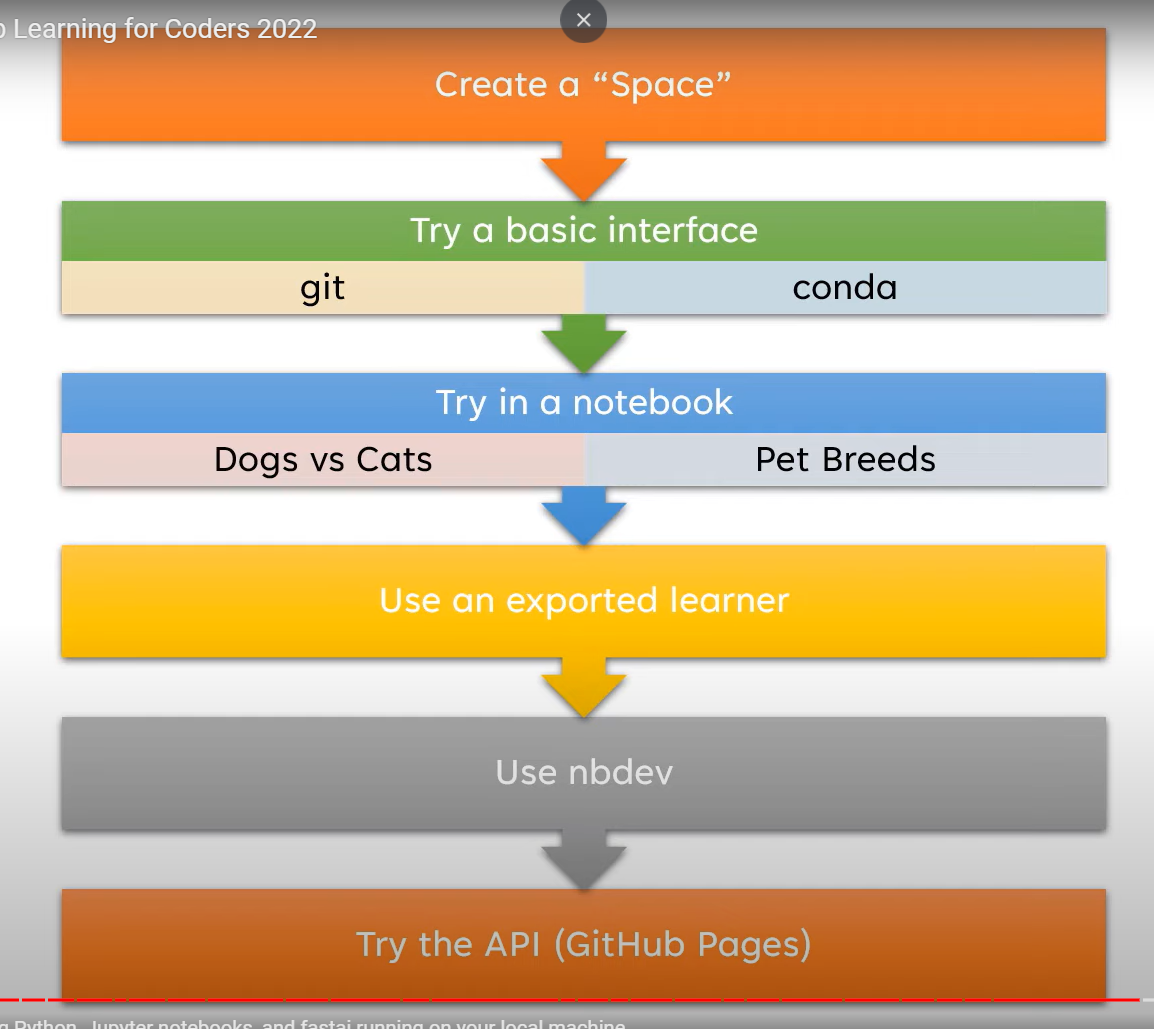 Learning for Coders 2022
Create a “Space”
Try a basic interface
git
conda
Try in a notebook
Dogs vs Cats
Pet Breeds
Use an exported learner
Use nbdev
Try the API (GitHub Pages)
Python, Jupyter notebooks, and fastai running on your local machine